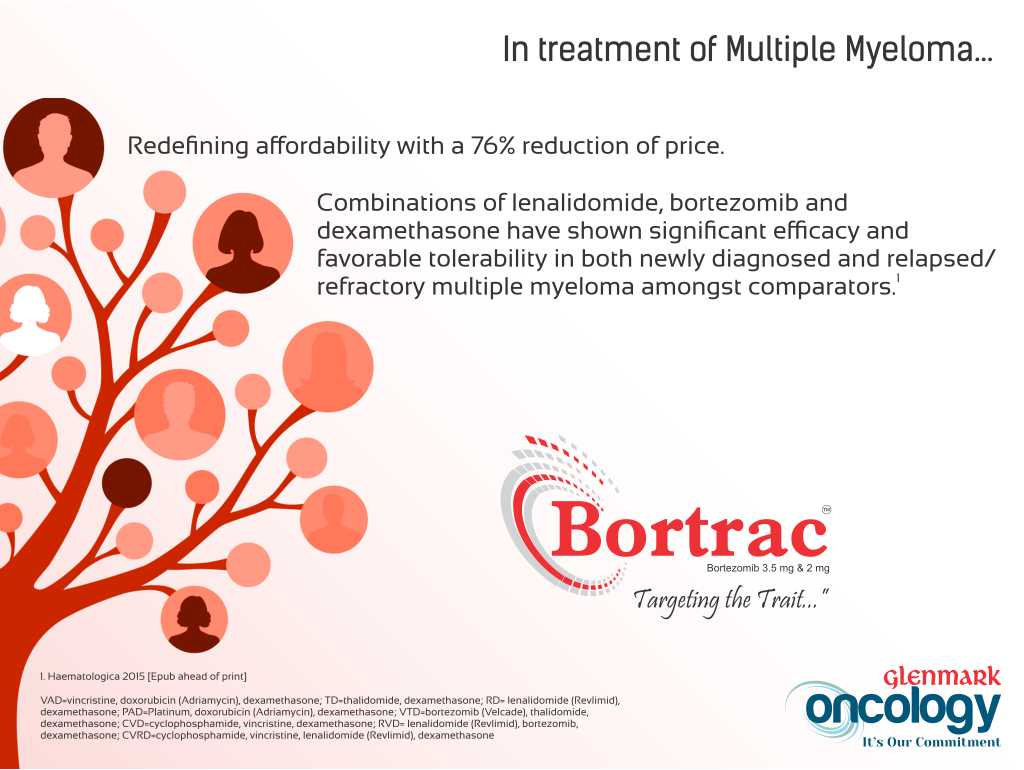 In treatment of Multiple Myeloma...
Redefining affordability with a 76% reduction of price.
Combinations of lenalidomide, bortezomib and
dexamethasone have shown significant efficacy and
favorable tolerability in both newly diagnosed and relapsed/
refractory multiple myeloma amongst comparators.1
Bortrac™
Bortezomib 3.5 mg & 2 mg
Targeting the Trait..."
1. Haematologica 2015 [Epub ahead of print]
VAD=vincristine, doxorubicin (Adriamycin), dexamethasone; TD=thalidomide, dexamethasone; RD= lenalidomide (Revlimid),
dexamethasone; PAD=Platinum, doxorubicin (Adriamycin), dexamethasone; VTD=bortezomib (Velcade), thalidomide,
dexamethasone; CVD=cyclophosphamide, vincristine, dexamethasone; RVD= lenalidomide (Revlimid), bortezomib,
dexamethasone; CVRD=cyclophosphamide, vincristine, lenalidomide (Revlimid), dexamethasone
glenmark
oncology
It's Our Commitment